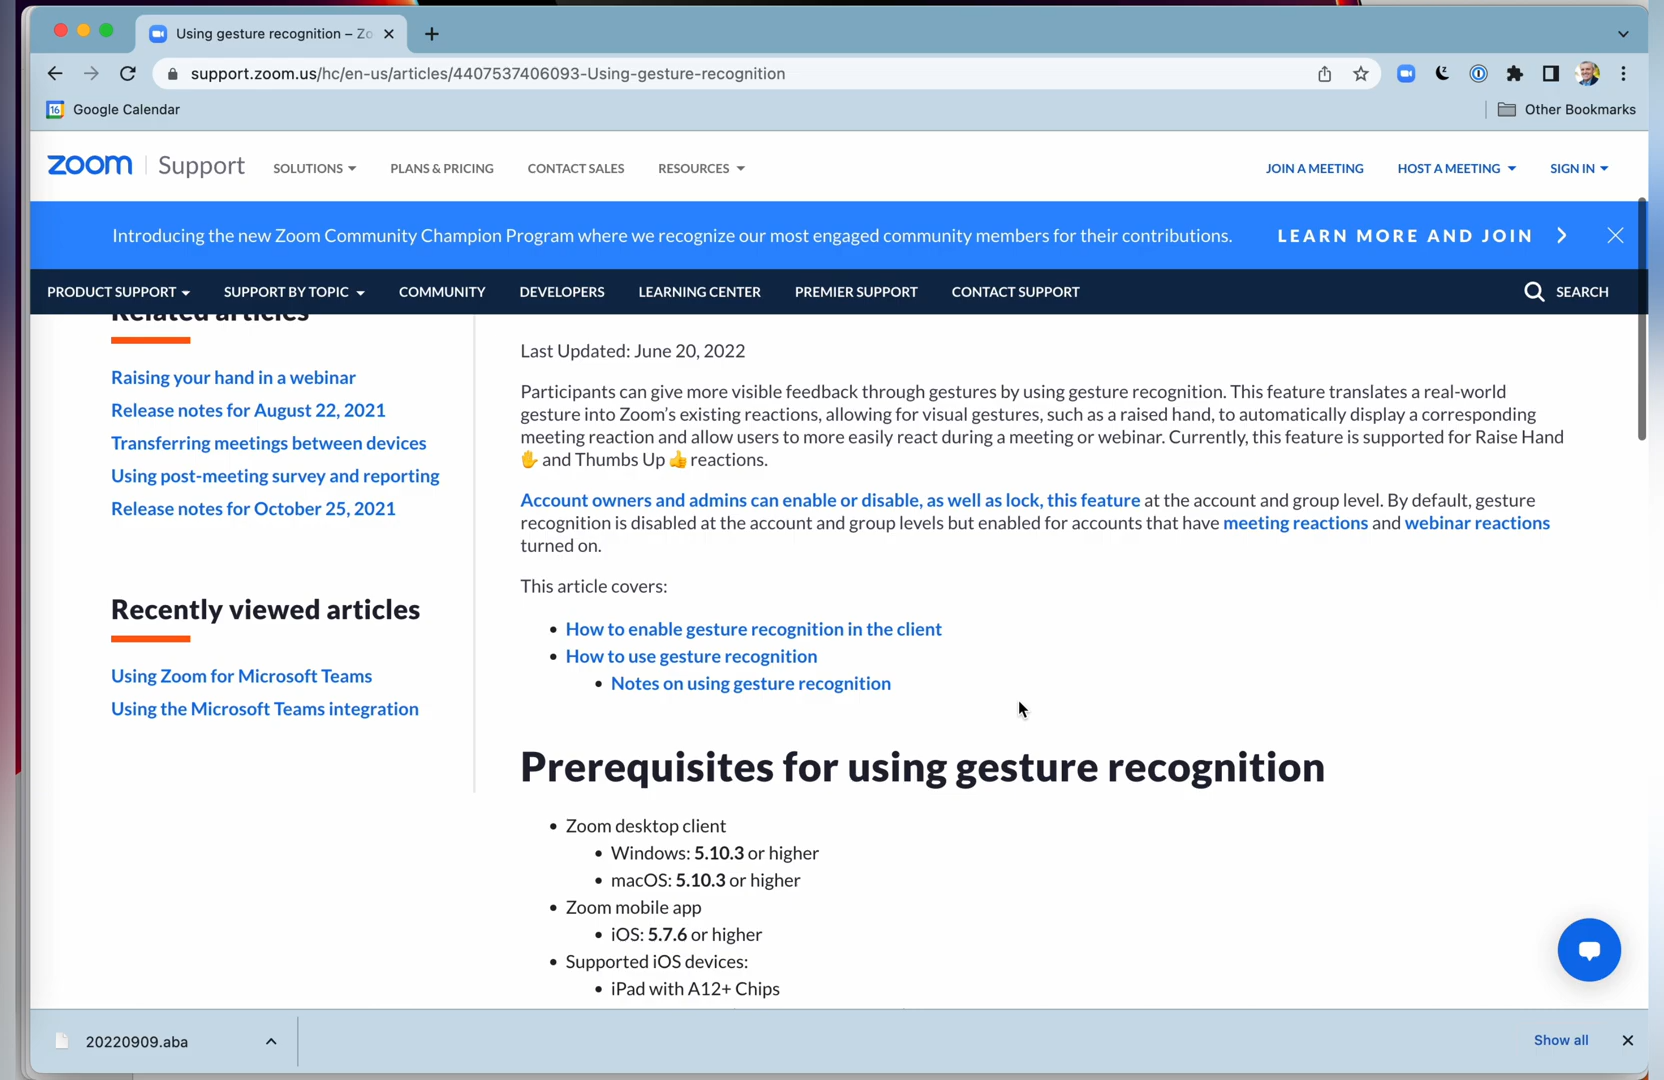 Using gesture recognition – Zo
support.zoom.us/hc/en-us/articles/4407537406093-Using-gesture-recognition
16 Google Calendar
Other Bookmarks
zoom Support SOLUTIONS PLANS & PRICING CONTACT SALES RESOURCES JOIN A MEETING HOST A MEETING SIGN IN
Introducing the new Zoom Community Champion Program where we recognize our most engaged community members for their contributions. LEARN MORE AND JOIN
PRODUCT SUPPORT SUPPORT BY TOPIC COMMUNITY DEVELOPERS LEARNING CENTER PREMIER SUPPORT CONTACT SUPPORT SEARCH
Related articles
Raising your hand in a webinar
Release notes for August 22, 2021
Transferring meetings between devices
Using post-meeting survey and reporting
Release notes for October 25, 2021
Recently viewed articles
Using Zoom for Microsoft Teams
Using the Microsoft Teams integration
Last Updated: June 20, 2022
Participants can give more visible feedback through gestures by using gesture recognition. This feature translates a real-world
gesture into Zoom's existing reactions, allowing for visual gestures, such as a raised hand, to automatically display a corresponding
meeting reaction and allow users to more easily react during a meeting or webinar. Currently, this feature is supported for Raise Hand
✋ and Thumbs Up 👍 reactions.
Account owners and admins can enable or disable, as well as lock, this feature at the account and group level. By default, gesture
recognition is disabled at the account and group levels but enabled for accounts that have meeting reactions and webinar reactions
turned on.
This article covers:
• How to enable gesture recognition in the client
• How to use gesture recognition
• Notes on using gesture recognition
Prerequisites for using gesture recognition
• Zoom desktop client
• Windows: 5.10.3 or higher
• macOS: 5.10.3 or higher
• Zoom mobile app
• iOS: 5.7.6 or higher
• Supported iOS devices:
• iPad with A12+ Chips
20220909.aba
Show all